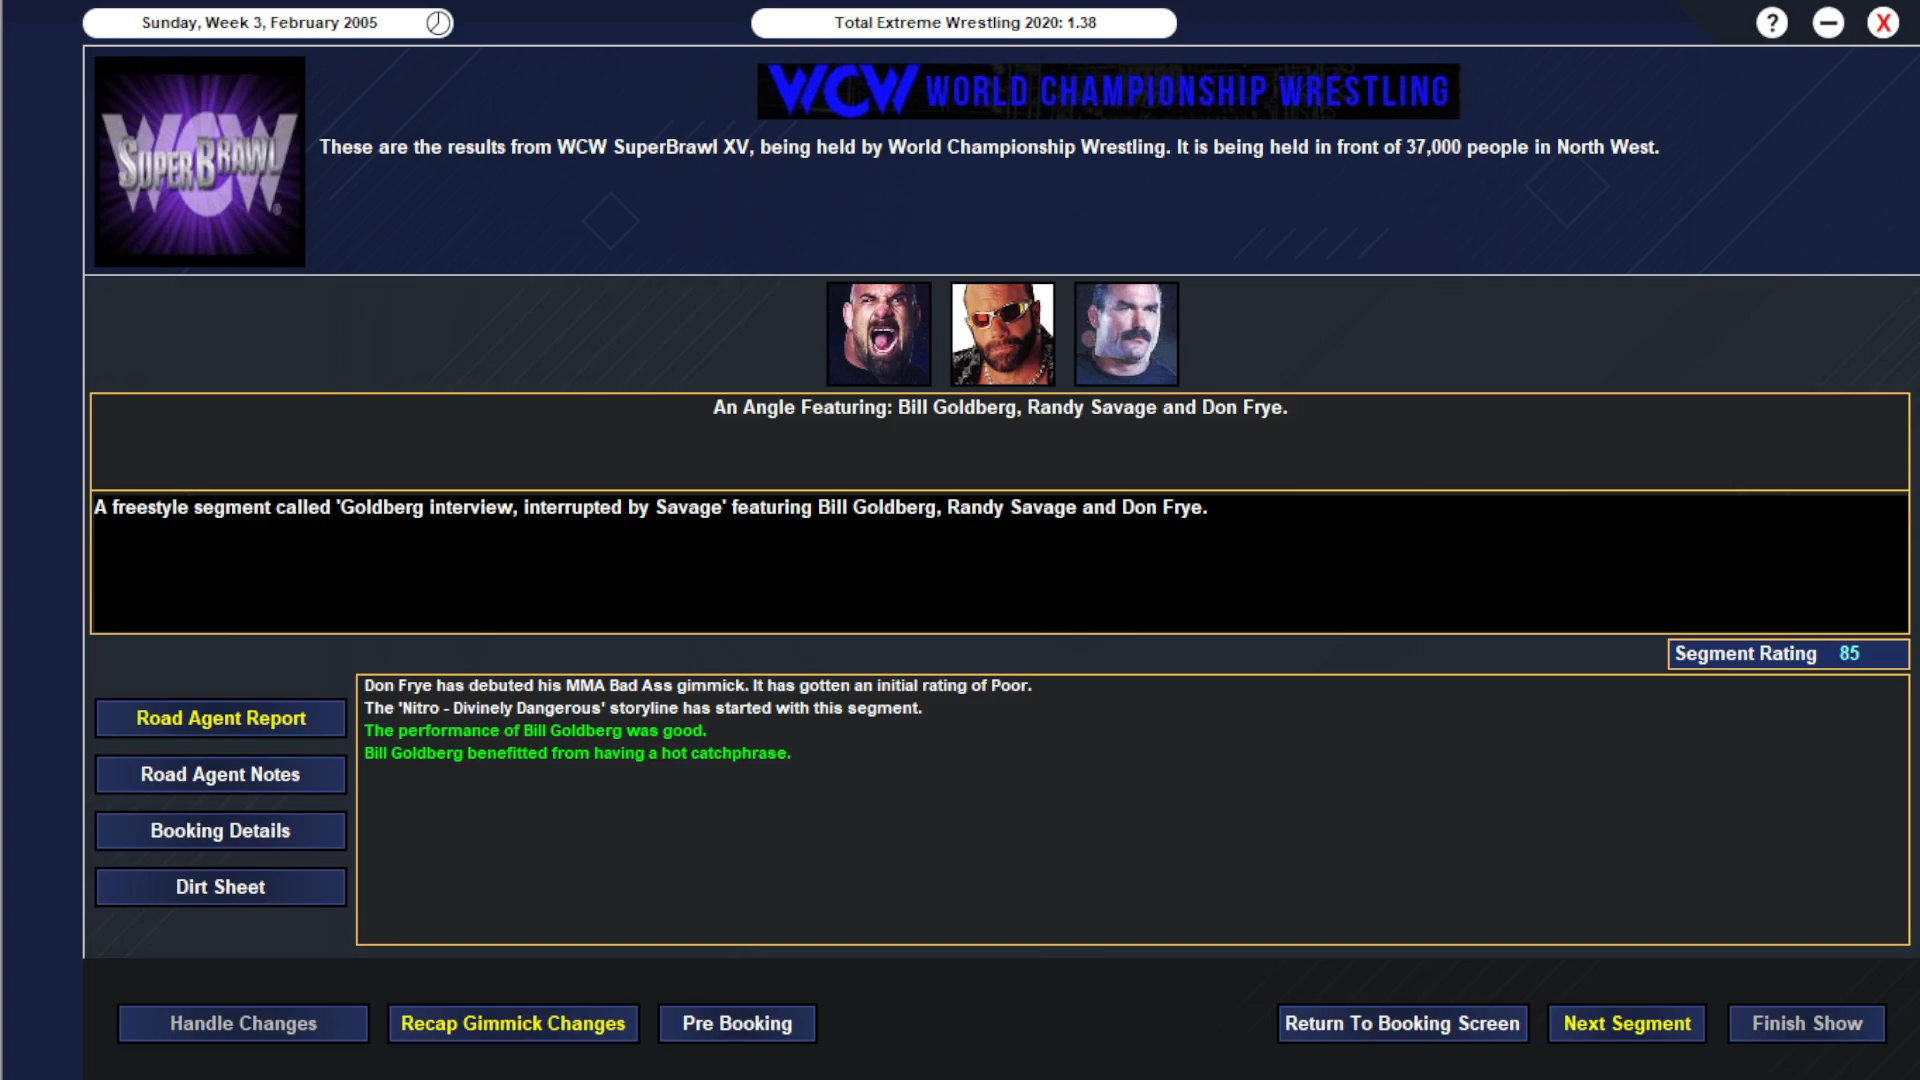 Sunday, Week 3, February 2005
Total Extreme Wrestling 2020: 1.38
?
X
WCW WORLD CHAMPIONSHIP WRESTLING
WCW
SUPERBRAWL
®
These are the results from WCW SuperBrawl XV, being held by World Championship Wrestling. It is being held in front of 37,000 people in North West.
An Angle Featuring: Bill Goldberg, Randy Savage and Don Frye.
A freestyle segment called 'Goldberg interview, interrupted by Savage' featuring Bill Goldberg, Randy Savage and Don Frye.
Segment Rating 85
Road Agent Report
Road Agent Notes
Booking Details
Dirt Sheet
Don Frye has debuted his MMA Bad Ass gimmick. It has gotten an initial rating of Poor.
The 'Nitro - Divinely Dangerous' storyline has started with this segment.
The performance of Bill Goldberg was good.
Bill Goldberg benefitted from having a hot catchphrase.
Handle Changes
Recap Gimmick Changes
Pre Booking
Return To Booking Screen
Next Segment
Finish Show